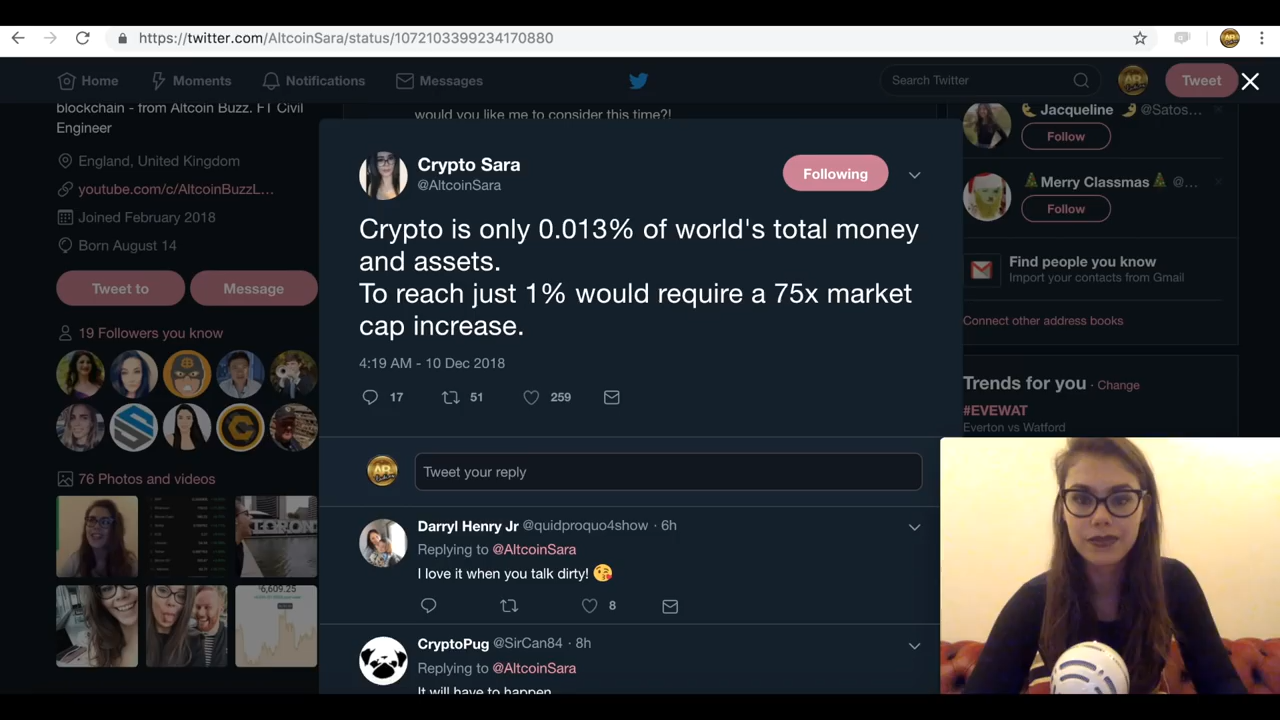 https://twitter.com/AltcoinSara/status/1072103399234170880
Home
Moments
Notifications
Messages
Search Twitter
Tweet
blockchain - from Altcoin Buzz. FT Civil
Engineer
England, United Kingdom
youtube.com/c/AltcoinBuzzL...
Joined February 2018
Born August 14
Tweet to
Message
19 Followers you know
76 Photos and videos
would you like me to consider this time?!
Crypto Sara
@AltcoinSara
Following
Crypto is only 0.013% of world's total money
and assets.
To reach just 1% would require a 75x market
cap increase.
4:19 AM - 10 Dec 2018
17
51
259
Tweet your reply
Darryl Henry Jr @quidproquo4show · 6h
Replying to @AltcoinSara
I love it when you talk dirty! 😘
8
CryptoPug @SirCan84 · 8h
Replying to @AltcoinSara
It will have to happen
Jacqueline @Satos...
Follow
Merry Classmas @...
Follow
Find people you know
Import your contacts from Gmail
Connect other address books
Trends for you · Change
#EVEWAT
Everton vs Watford